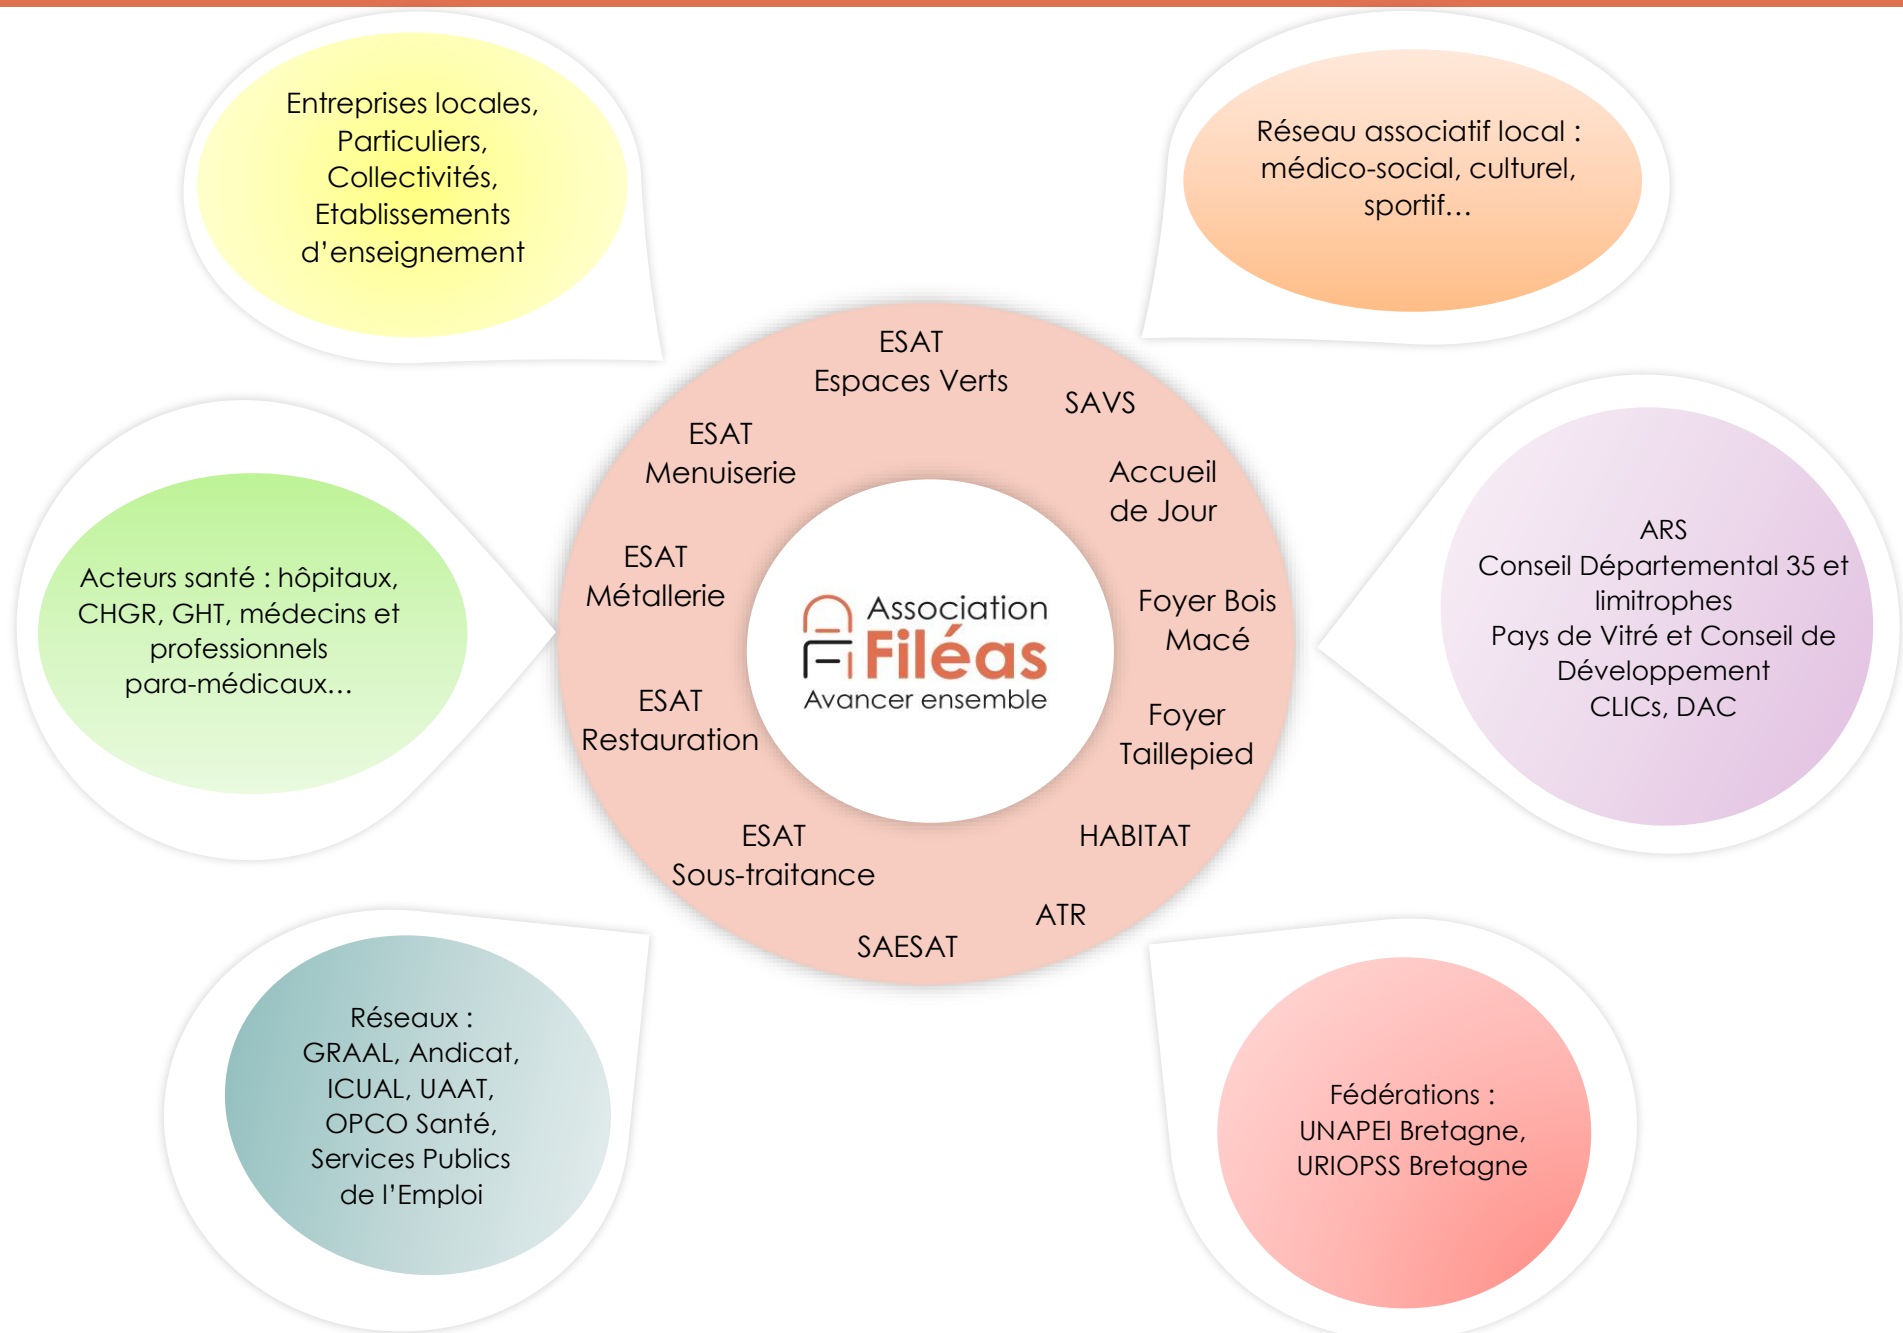 Entreprises locales,
Particuliers,
Collectivités,
Etablissements
d’enseignement
Réseau associatif local :
médico-social, culturel,
sportif…
ESAT
Espaces Verts
SAVS
ESAT
Menuiserie
Accueil
de Jour
ESAT
Métallerie
Foyer Bois
Macé
ESAT
Restauration
Foyer
Taillepied
ESAT
Sous-traitance
HABITAT
ATR
SAESAT
Association
Filéas
Avancer ensemble
Acteurs santé : hôpitaux,
CHGR, GHT, médecins et
professionnels
para-médicaux…
ARS
Conseil Départemental 35 et
limitrophes
Pays de Vitré et Conseil de
Développement
CLICs, DAC
Réseaux :
GRAAL, Andicat,
ICUAL, UAAT,
OPCO Santé,
Services Publics
de l’Emploi
Fédérations :
UNAPEI Bretagne,
URIOPSS Bretagne